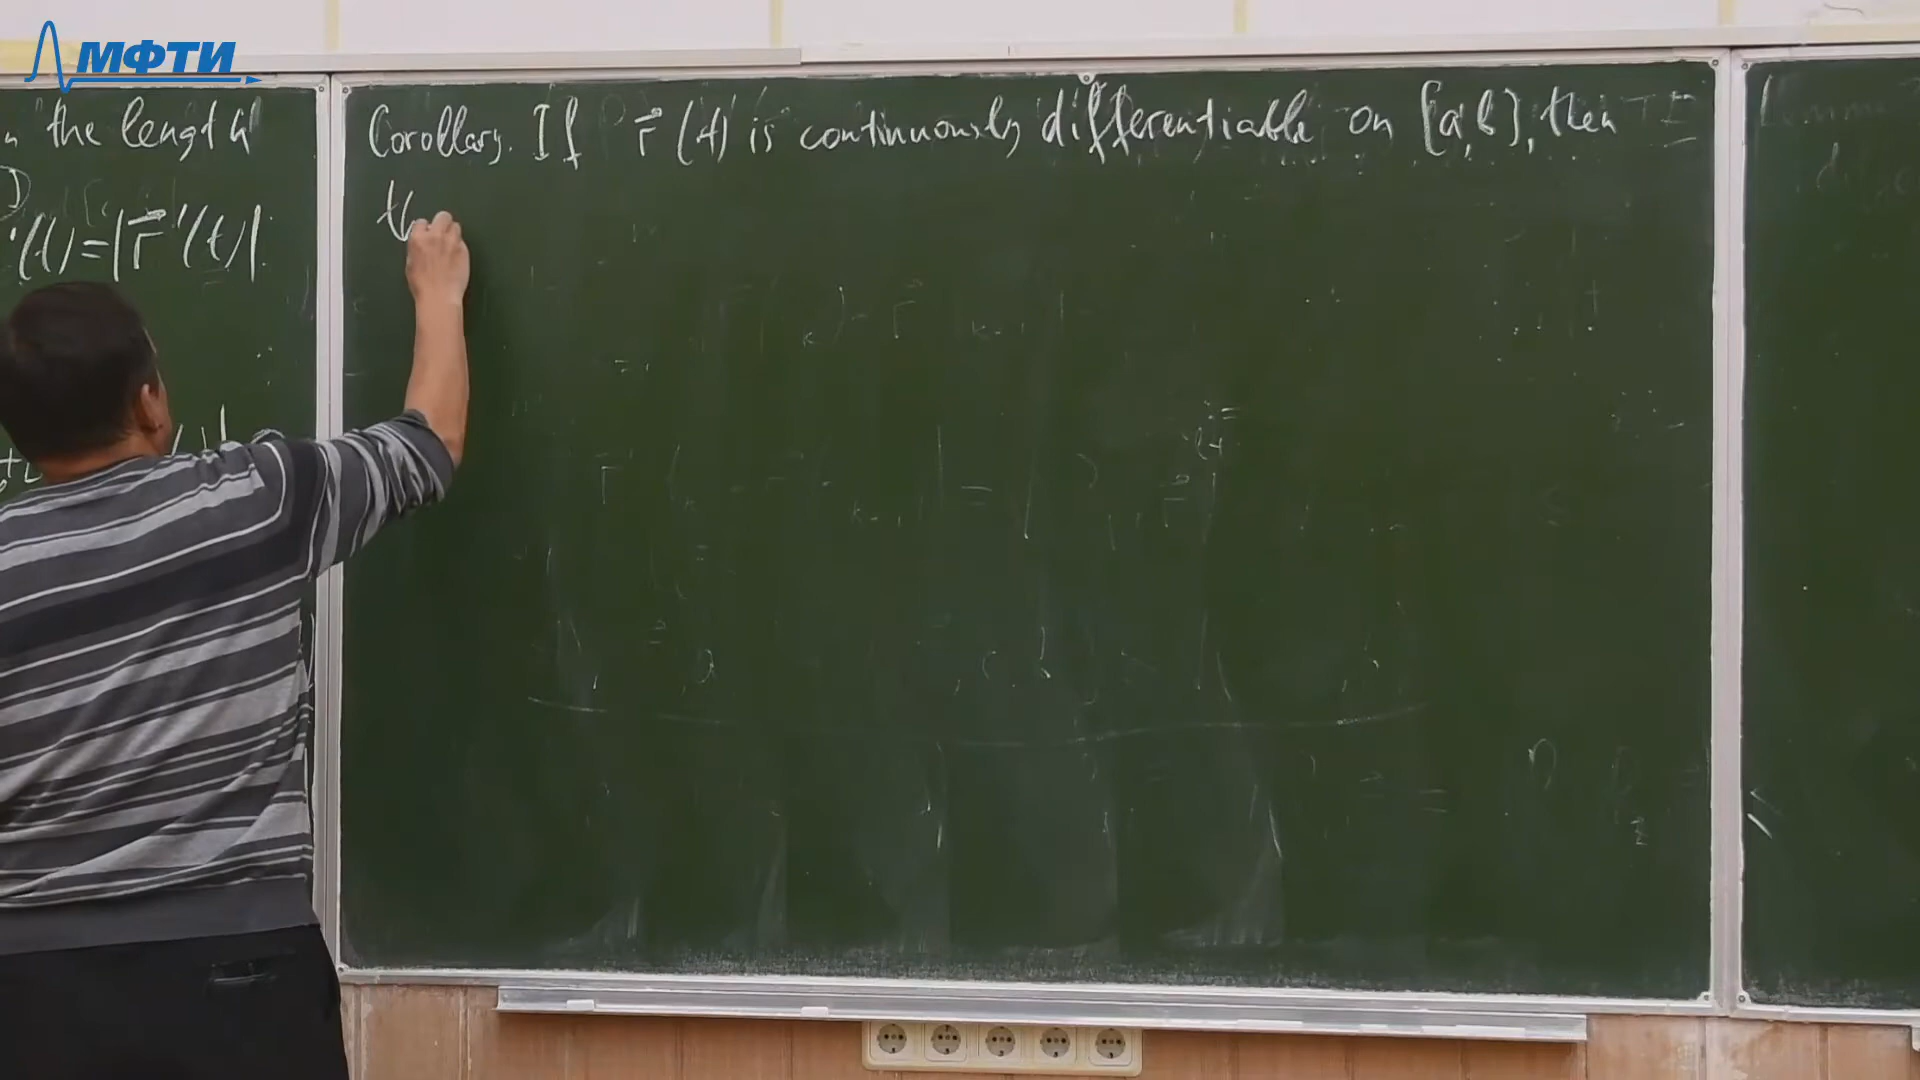 МФТИ
the length
'(t)=|r⃗'(t)|.
Corollary. If r⃗(t) is continuously differentiable on [a,b], then
th